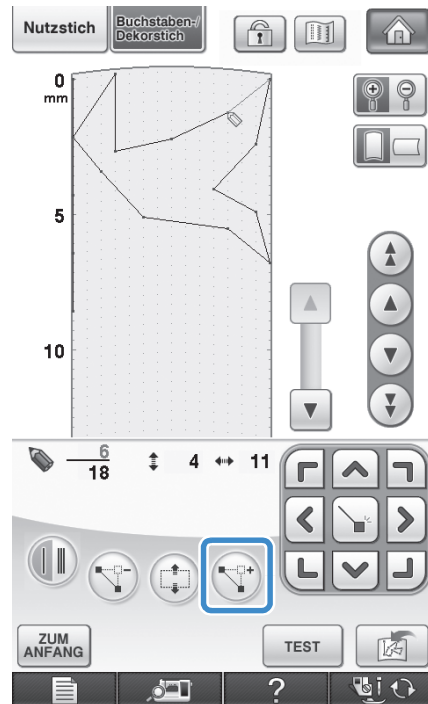 Nutzstich
Buchstaben-/
Dekorstich
0
mm
5
10
6
18
4
11
ZUM
ANFANG
TEST
?